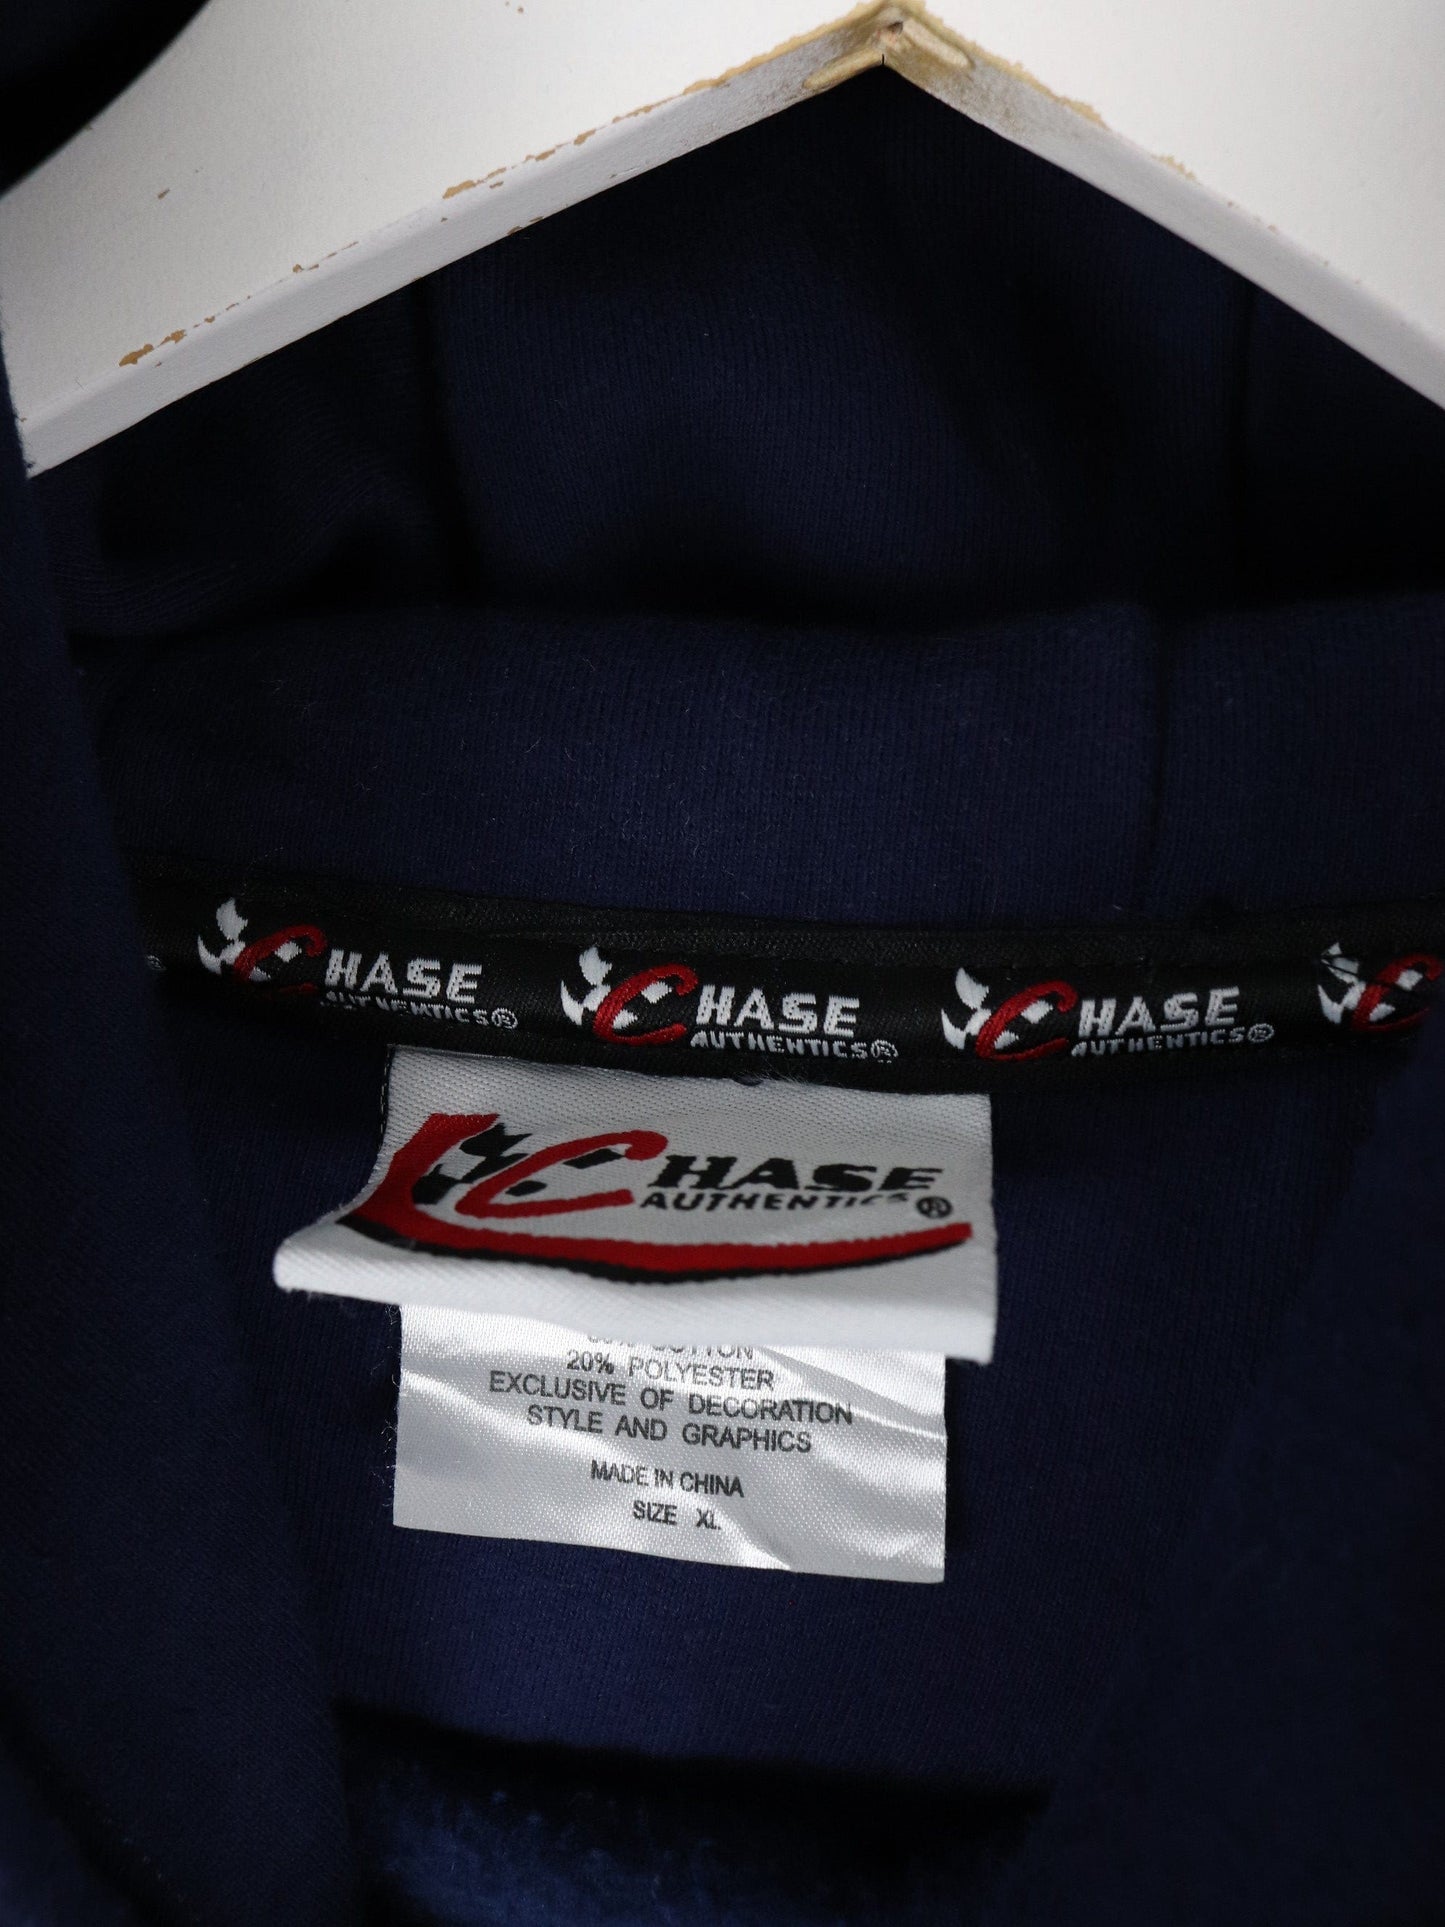 CHASE
AUTHENTICS®
CHASE
AUTHENTICS®
CHASE
AUTHENTICS®
C
CHASE
AUTHENTICS®
COTTON
20% POLYESTER
EXCLUSIVE OF DECORATION
STYLE AND GRAPHICS
MADE IN CHINA
SIZE XL